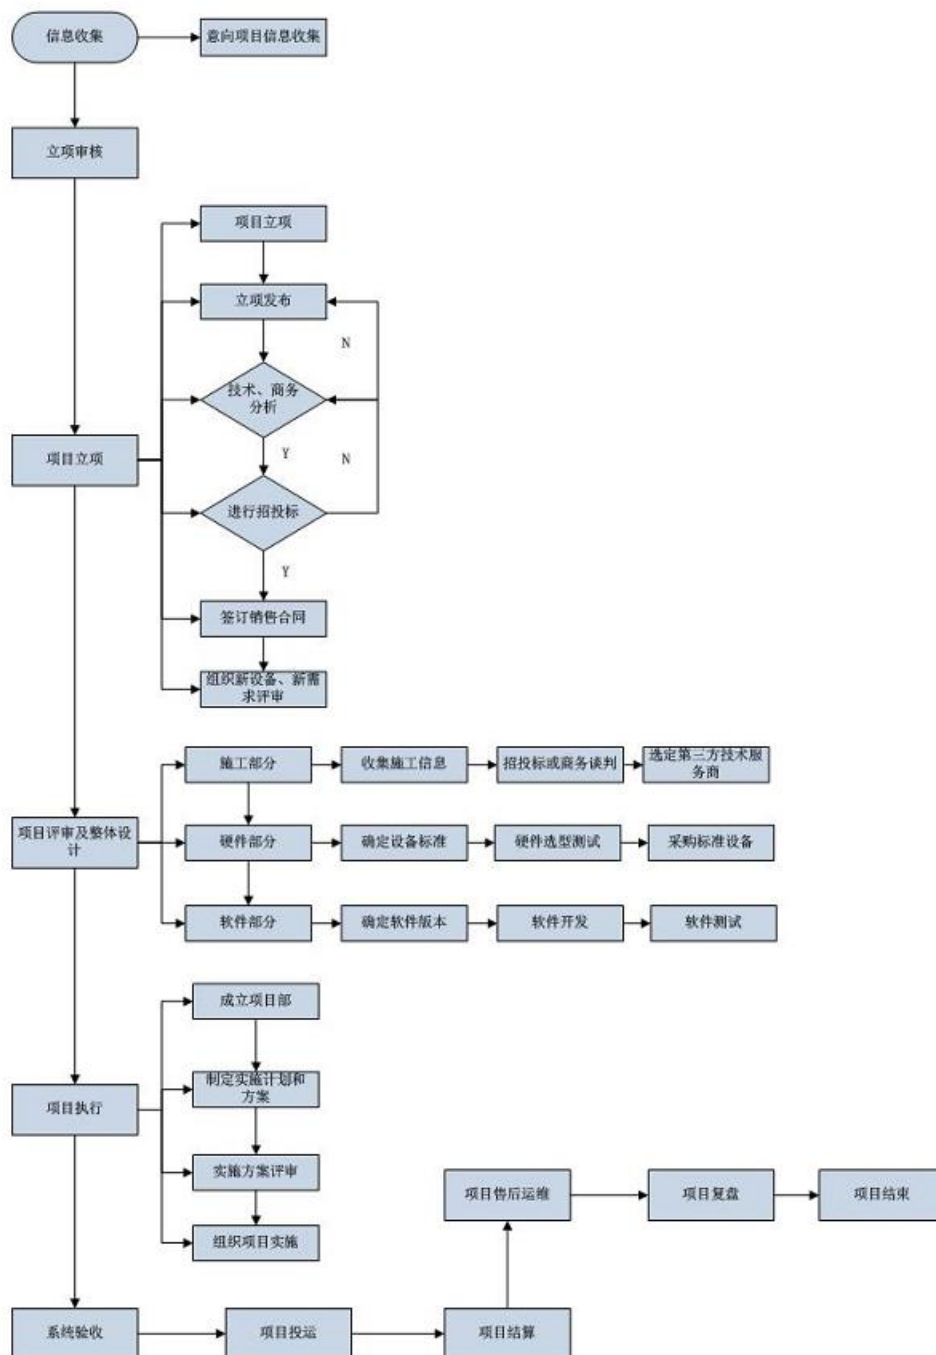 信息收集
意向项目信息收集
立项审核
项目立项
立项发布
N
技术、商务
分析
项目立项
Y
N
进行招投标
Y
签订销售合同
组织新设备、新需
求评审
施工部分
收集施工信息
招投标或商务谈判
选定第三方技术服
务商
项目评审及整体设
计
硬件部分
确定设备标准
硬件选型测试
采购标准设备
软件部分
确定软件版本
软件开发
软件测试
成立项目部
制定实施计划和
方案
项目执行
实施方案评审
组织项目实施
项目售后运维
项目复盘
项目结束
系统验收
项目投运
项目结算